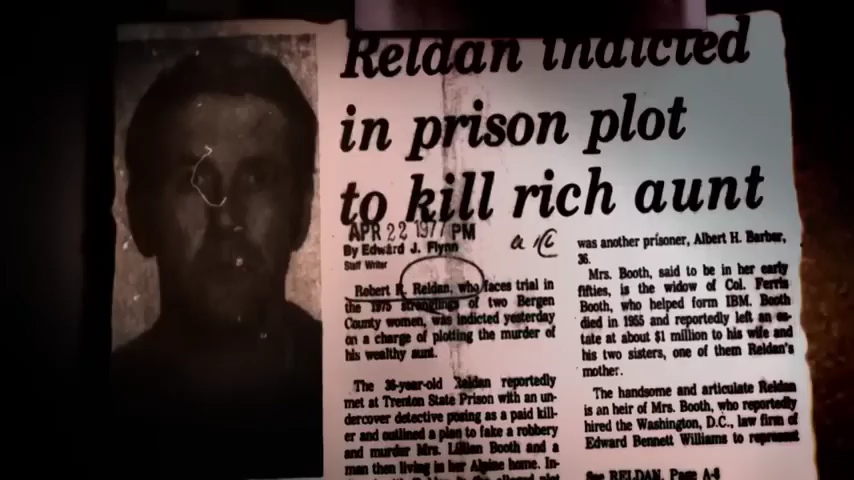 Reldan indicted
in prison plot
to kill rich aunt
APR 22 1977 PM
By Edward J. Flynn
Staff Writer
Robert R. Reldan, who faces trial in
the 1975 stranglings of two Bergen
County women, was indicted yesterday
on a charge of plotting the murder of
his wealthy aunt.
The 36-year-old Reldan reportedly
met at Trenton State Prison with an un-
dercover detective posing as a paid kill-
er and outlined a plan to fake a robbery
and murder Mrs. Lillian Booth and a
man then living in her Alpine home. In-
was another prisoner, Albert H. Barber,
36.
Mrs. Booth, said to be in her early
fifties, is the widow of Col. Ferris
Booth, who helped form IBM. Booth
died in 1955 and reportedly left an es-
tate at about $1 million to his wife and
his two sisters, one of them Reldan's
mother.
The handsome and articulate Reldan
is an heir of Mrs. Booth, who reportedly
hired the Washington, D.C., law firm of
Edward Bennett Williams to represent
See RELDAN, Page A-8